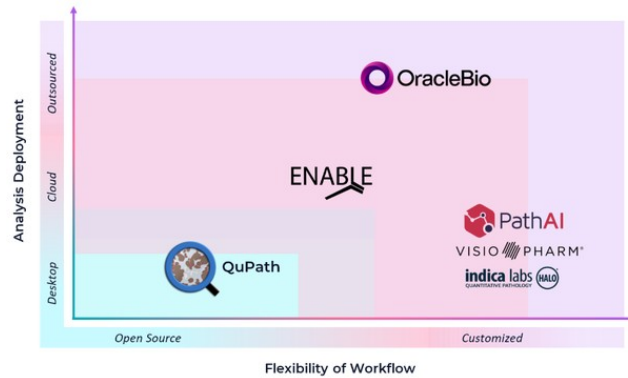 Analysis Deployment
Outsourced
Cloud
Desktop
OracleBio
ENABLE
PathAI
VISIOPHARM®
indica labs HALO
QUANTITATIVE PATHOLOGY
QuPath
Open Source
Customized
Flexibility of Workflow